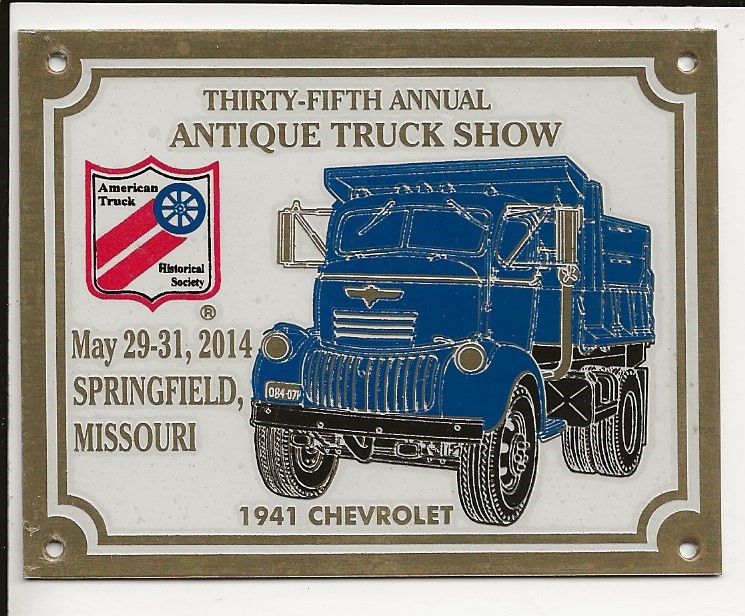 THIRTY-FIFTH ANNUAL
ANTIQUE TRUCK SHOW
American
Truck
Historical
Society
®
May 29-31, 2014
SPRINGFIELD,
MISSOURI
084-071
1941 CHEVROLET